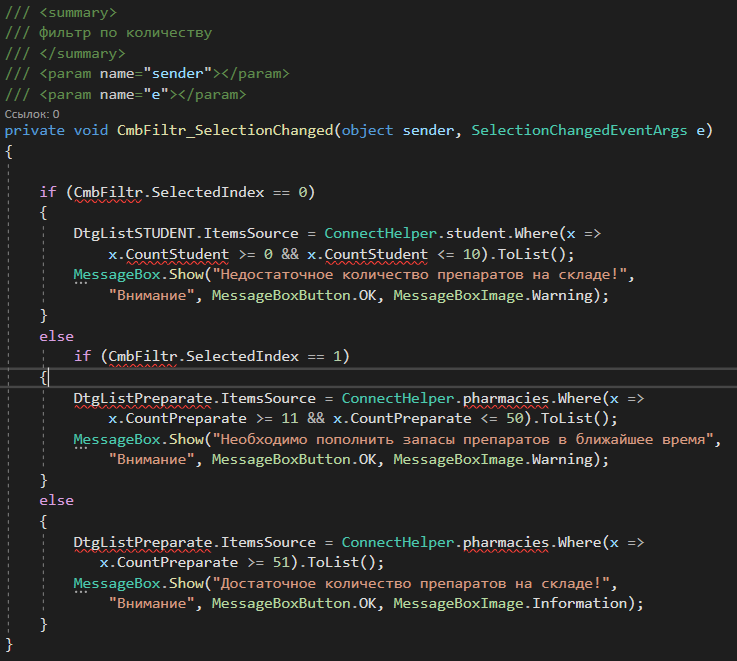 /// <summary>
/// фильтр по количеству
/// </summary>
/// <param name="sender"></param>
/// <param name="e"></param>
Ссылок: 0
private void CmbFiltr_SelectionChanged(object sender, SelectionChangedEventArgs e)
{
if (CmbFiltr.SelectedIndex == 0)
{
DtgListSTUDENT.ItemsSource = ConnectHelper.student.Where(x =>
x.CountStudent >= 0 && x.CountStudent <= 10).ToList();
MessageBox.Show("Недостаточное количество препаратов на складе!",
"Внимание", MessageBoxButton.OK, MessageBoxImage.Warning);
}
else
if (CmbFiltr.SelectedIndex == 1)
{
DtgListPreparate.ItemsSource = ConnectHelper.pharmacies.Where(x =>
x.CountPreparate >= 11 && x.CountPreparate <= 50).ToList();
MessageBox.Show("Необходимо пополнить запасы препаратов в ближайшее время",
"Внимание", MessageBoxButton.OK, MessageBoxImage.Warning);
}
else
{
DtgListPreparate.ItemsSource = ConnectHelper.pharmacies.Where(x =>
x.CountPreparate >= 51).ToList();
MessageBox.Show("Достаточное количество препаратов на складе!",
"Внимание", MessageBoxButton.OK, MessageBoxImage.Information);
}
}